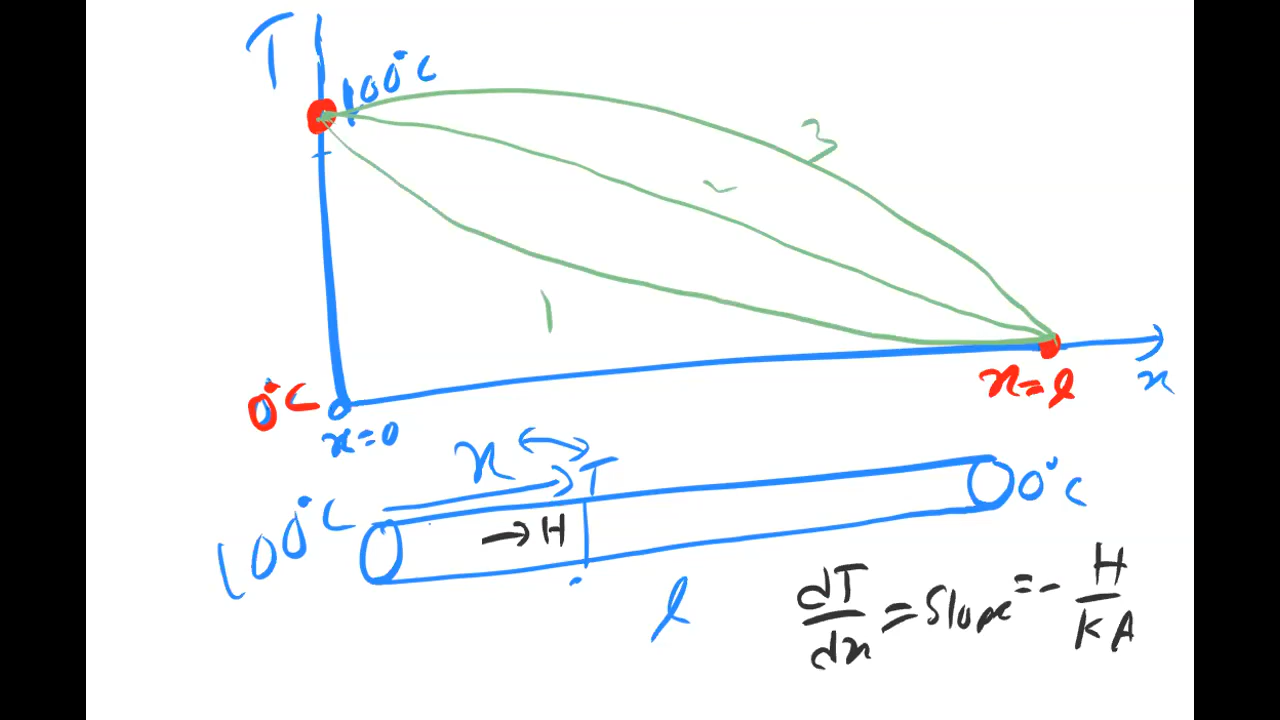 T
100°C
3
2
1
0°C
x=0
x=l
x
x
T
100°C
→ H
0°C
l
dT/dx = Slope = - H/KA